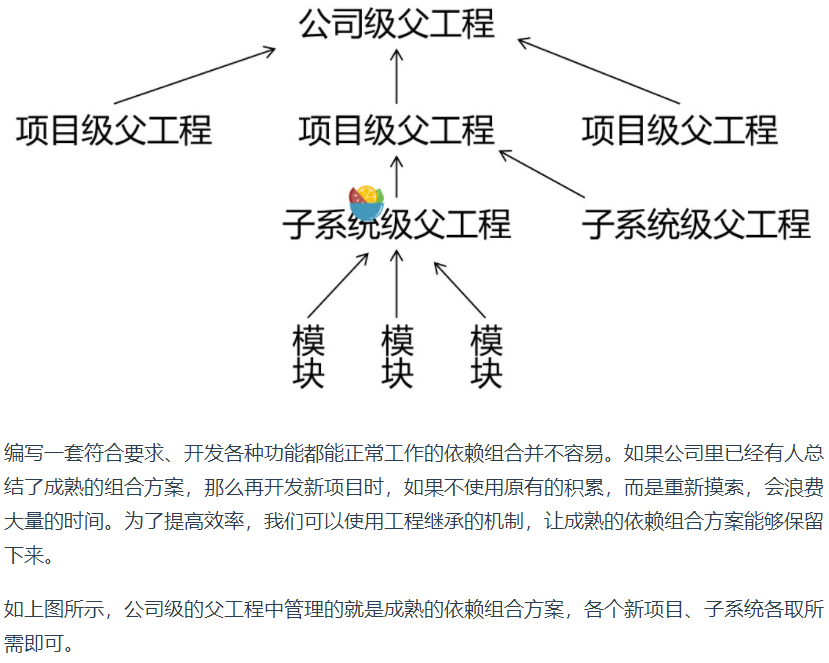 公司级父工程
项目级父工程 项目级父工程 项目级父工程
子系统级父工程 子系统级父工程
模块 模块 模块
编写一套符合要求、开发各种功能都能正常工作的依赖组合并不容易。如果公司里已经有人总
结了成熟的组合方案，那么再开发新项目时，如果不使用原有的积累，而是重新摸索，会浪费
大量的时间。为了提高效率，我们可以使用工程继承的机制，让成熟的依赖组合方案能够保留
下来。
如上图所示，公司级的父工程中管理的就是成熟的依赖组合方案，各个新项目、子系统各取所
需即可。